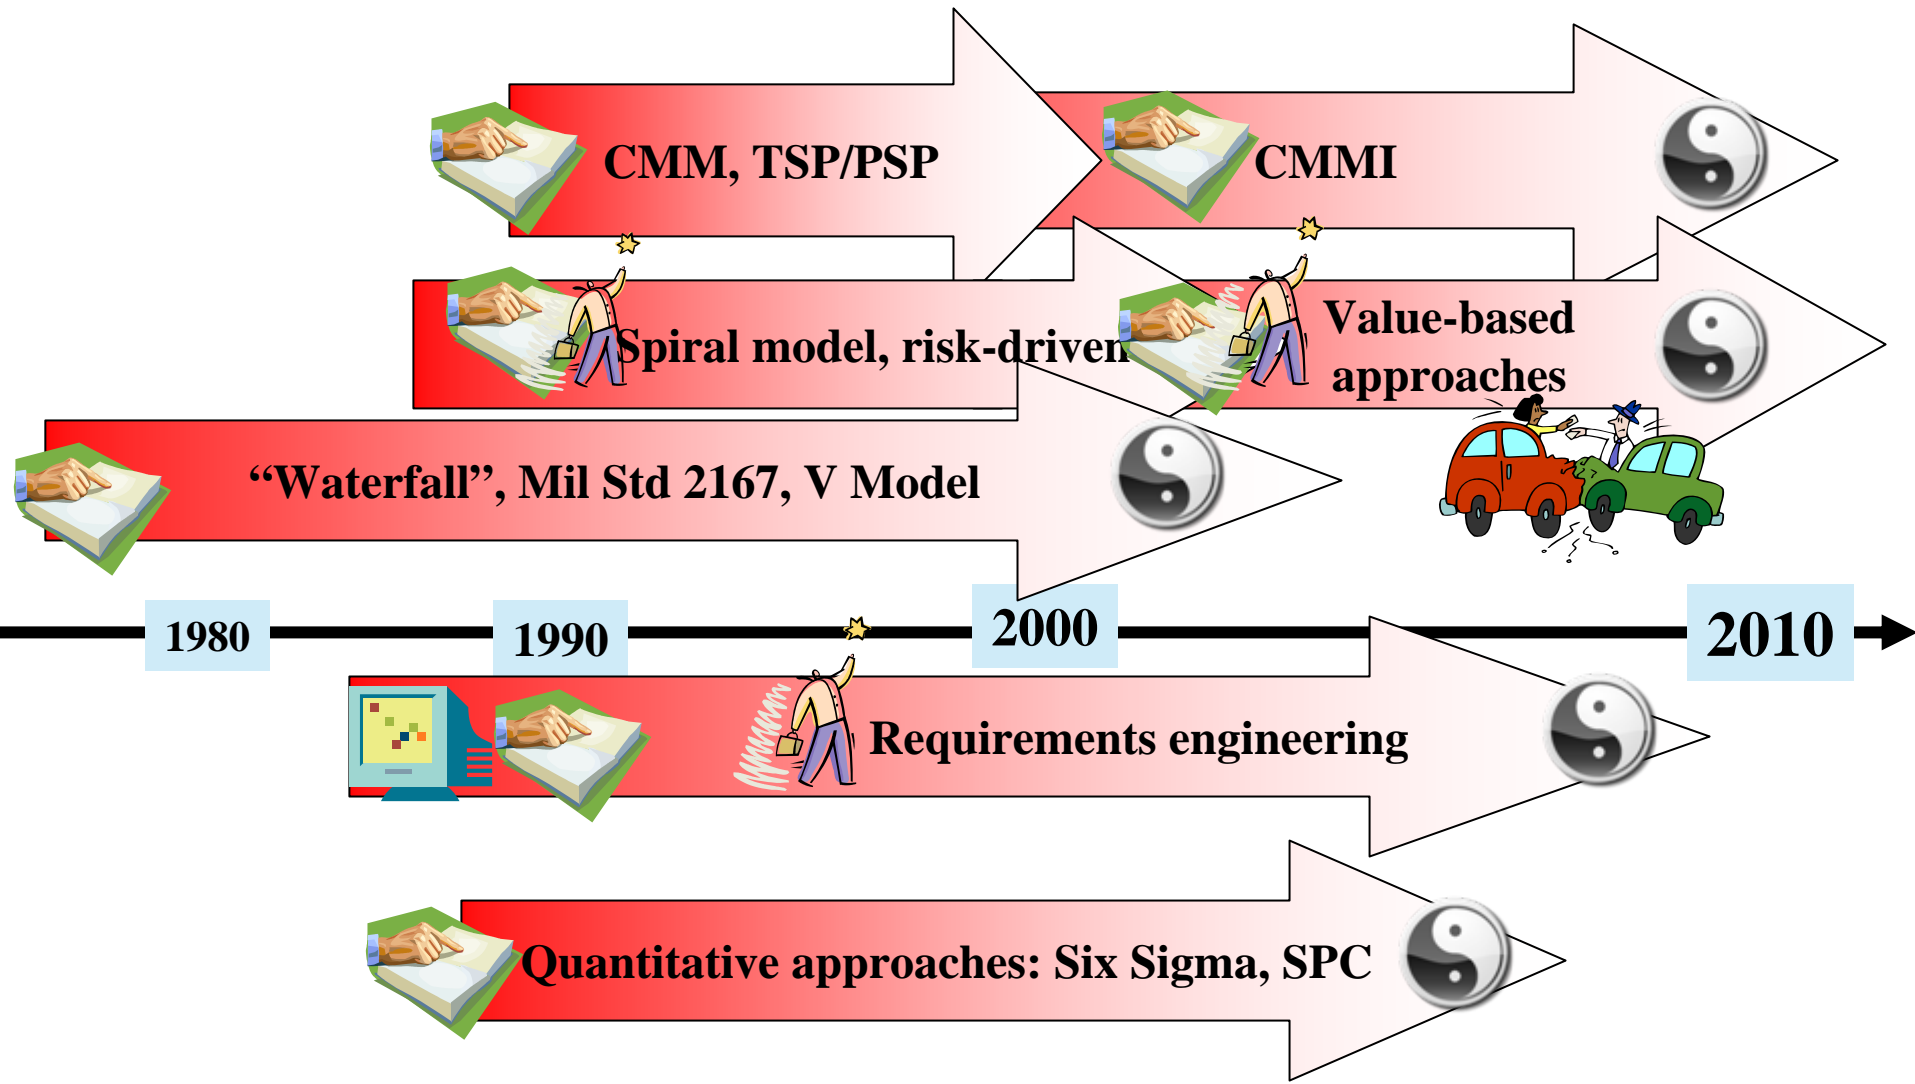 CMM, TSP/PSP
CMMI
Spiral model, risk-driven
Value-based
approaches
“Waterfall”, Mil Std 2167, V Model
1980
1990
2000
2010
Requirements engineering
Quantitative approaches: Six Sigma, SPC